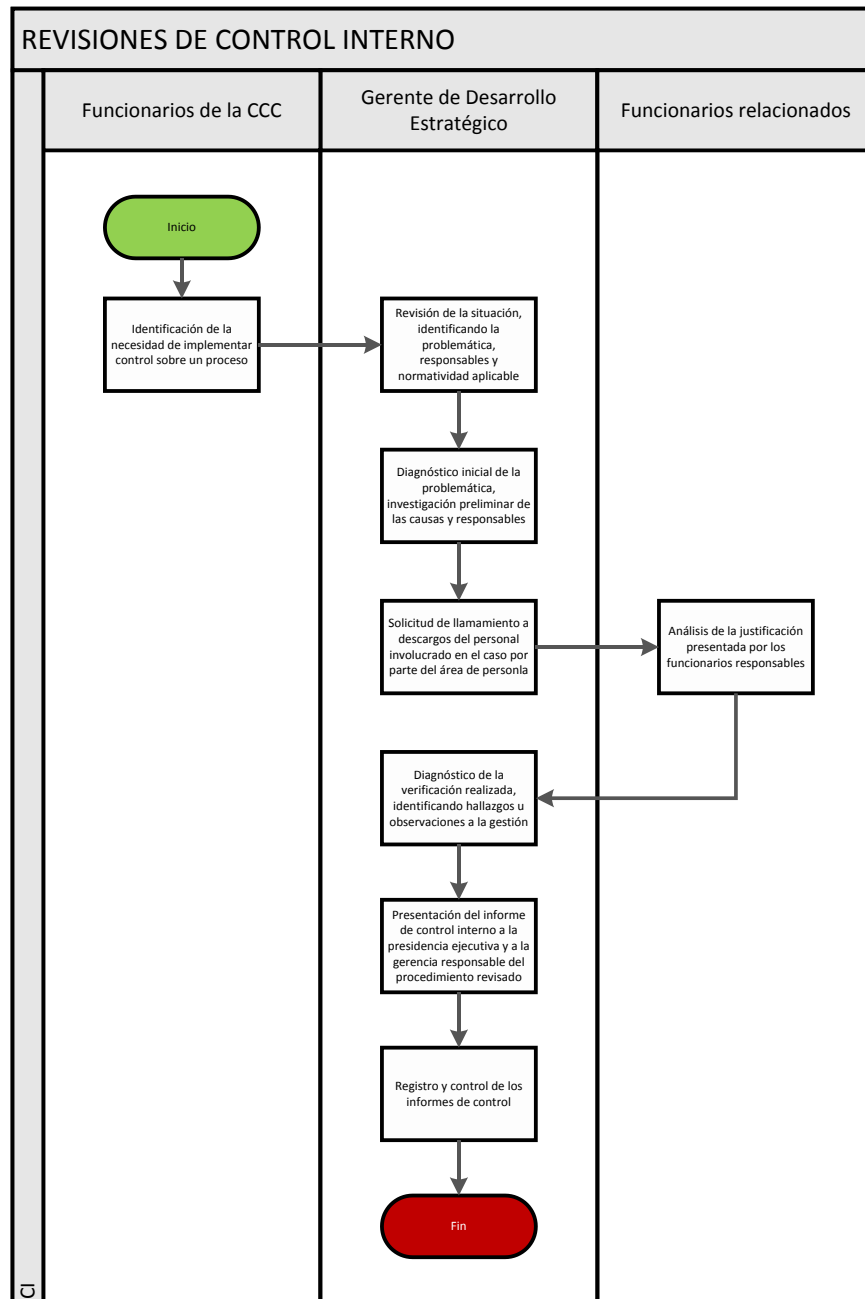 REVISIONES DE CONTROL INTERNO
Funcionarios de la CCC
Gerente de Desarrollo
Estratégico
Funcionarios relacionados
Inicio
Identificación de la
necesidad de implementar
control sobre un proceso
Revisión de la situación,
identificando la
problemática,
responsables y
normatividad aplicable
Diagnóstico inicial de la
problemática,
investigación preliminar de
las causas y responsables
Solicitud de llamamiento a
descargos del personal
involucrado en el caso por
parte del área de personla
Análisis de la justificación
presentada por los
funcionarios responsables
Diagnóstico de la
verificación realizada,
identificando hallazgos u
observaciones a la gestión
Presentación del informe
de control interno a la
presidencia ejecutiva y a la
gerencia responsable del
procedimiento revisado
Registro y control de los
informes de control
Fin
CI